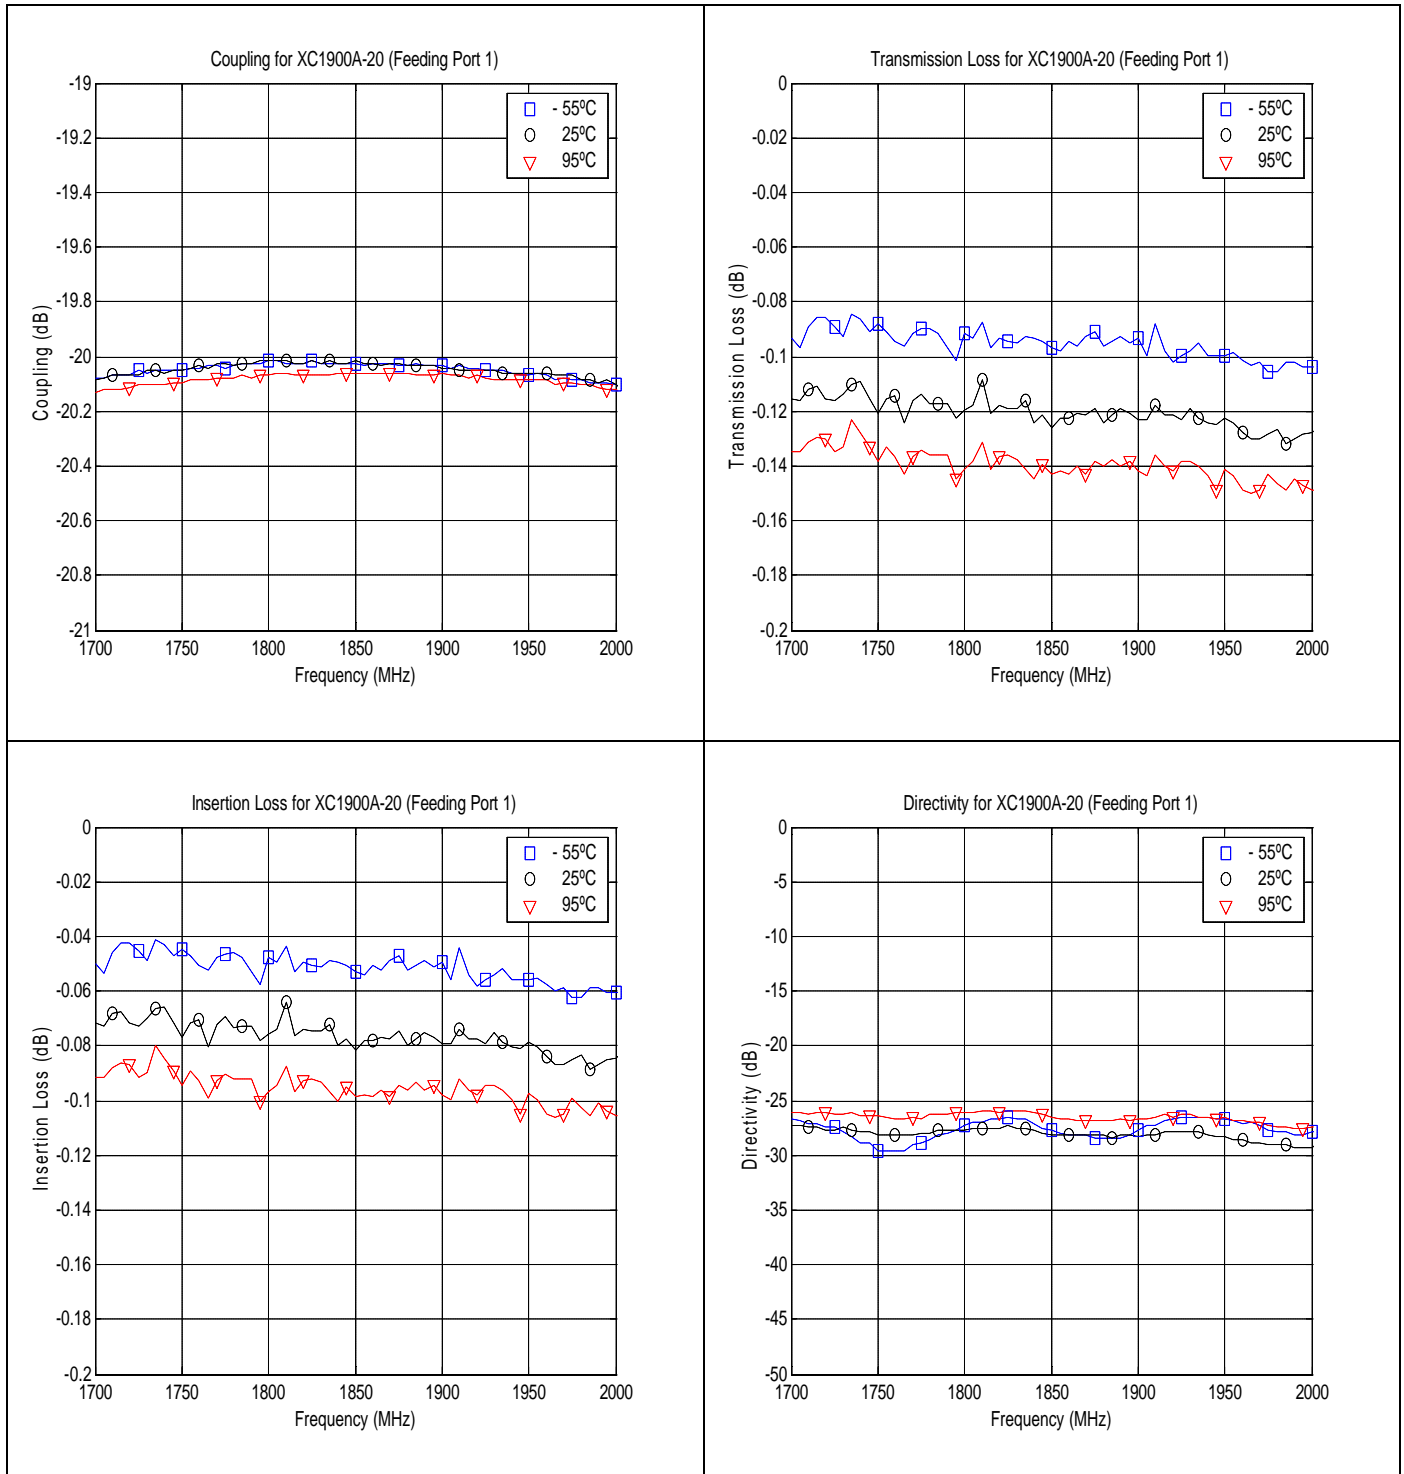 Coupling for XC1900A-20 (Feeding Port 1)
-19
-19.2
-19.4
-19.6
-19.8
-20
-20.2
-20.4
-20.6
-20.8
-21
Coupling (dB)
1700 1750 1800 1850 1900 1950 2000
Frequency (MHz)
- 55ºC
25ºC
95ºC
Transmission Loss for XC1900A-20 (Feeding Port 1)
0
-0.02
-0.04
-0.06
-0.08
-0.1
-0.12
-0.14
-0.16
-0.18
-0.2
Transmission Loss (dB)
1700 1750 1800 1850 1900 1950 2000
Frequency (MHz)
- 55ºC
25ºC
95ºC
Insertion Loss for XC1900A-20 (Feeding Port 1)
0
-0.02
-0.04
-0.06
-0.08
-0.1
-0.12
-0.14
-0.16
-0.18
-0.2
Insertion Loss (dB)
1700 1750 1800 1850 1900 1950 2000
Frequency (MHz)
- 55ºC
25ºC
95ºC
Directivity for XC1900A-20 (Feeding Port 1)
0
-5
-10
-15
-20
-25
-30
-35
-40
-45
-50
Directivity (dB)
1700 1750 1800 1850 1900 1950 2000
Frequency (MHz)
- 55ºC
25ºC
95ºC